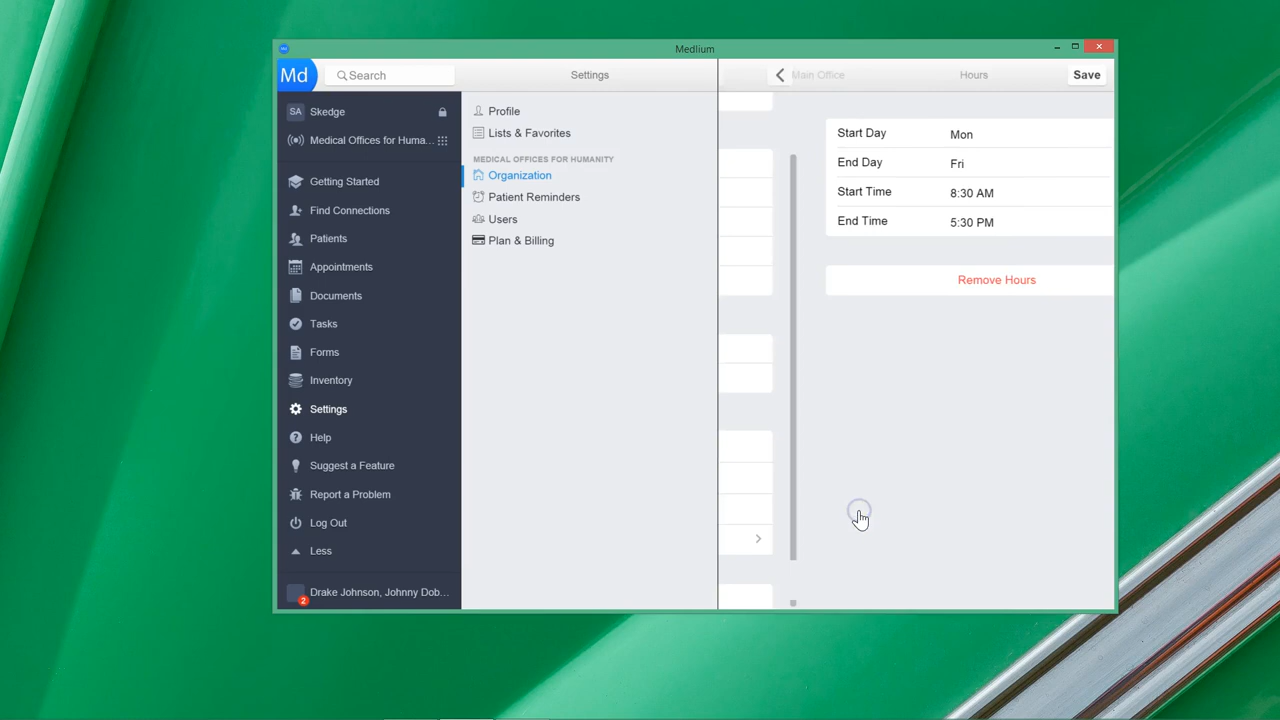 Medlium
Md
Search
Settings
Main Office
Hours
Save
SA
Skedge
Medical Offices for Huma...
Getting Started
Find Connections
Patients
Appointments
Documents
Tasks
Forms
Inventory
Settings
Help
Suggest a Feature
Report a Problem
Log Out
Less
2
Drake Johnson, Johnny Dob...
Profile
Lists & Favorites
MEDICAL OFFICES FOR HUMANITY
Organization
Patient Reminders
Users
Plan & Billing
Start Day Mon
End Day Fri
Start Time 8:30 AM
End Time 5:30 PM
Remove Hours